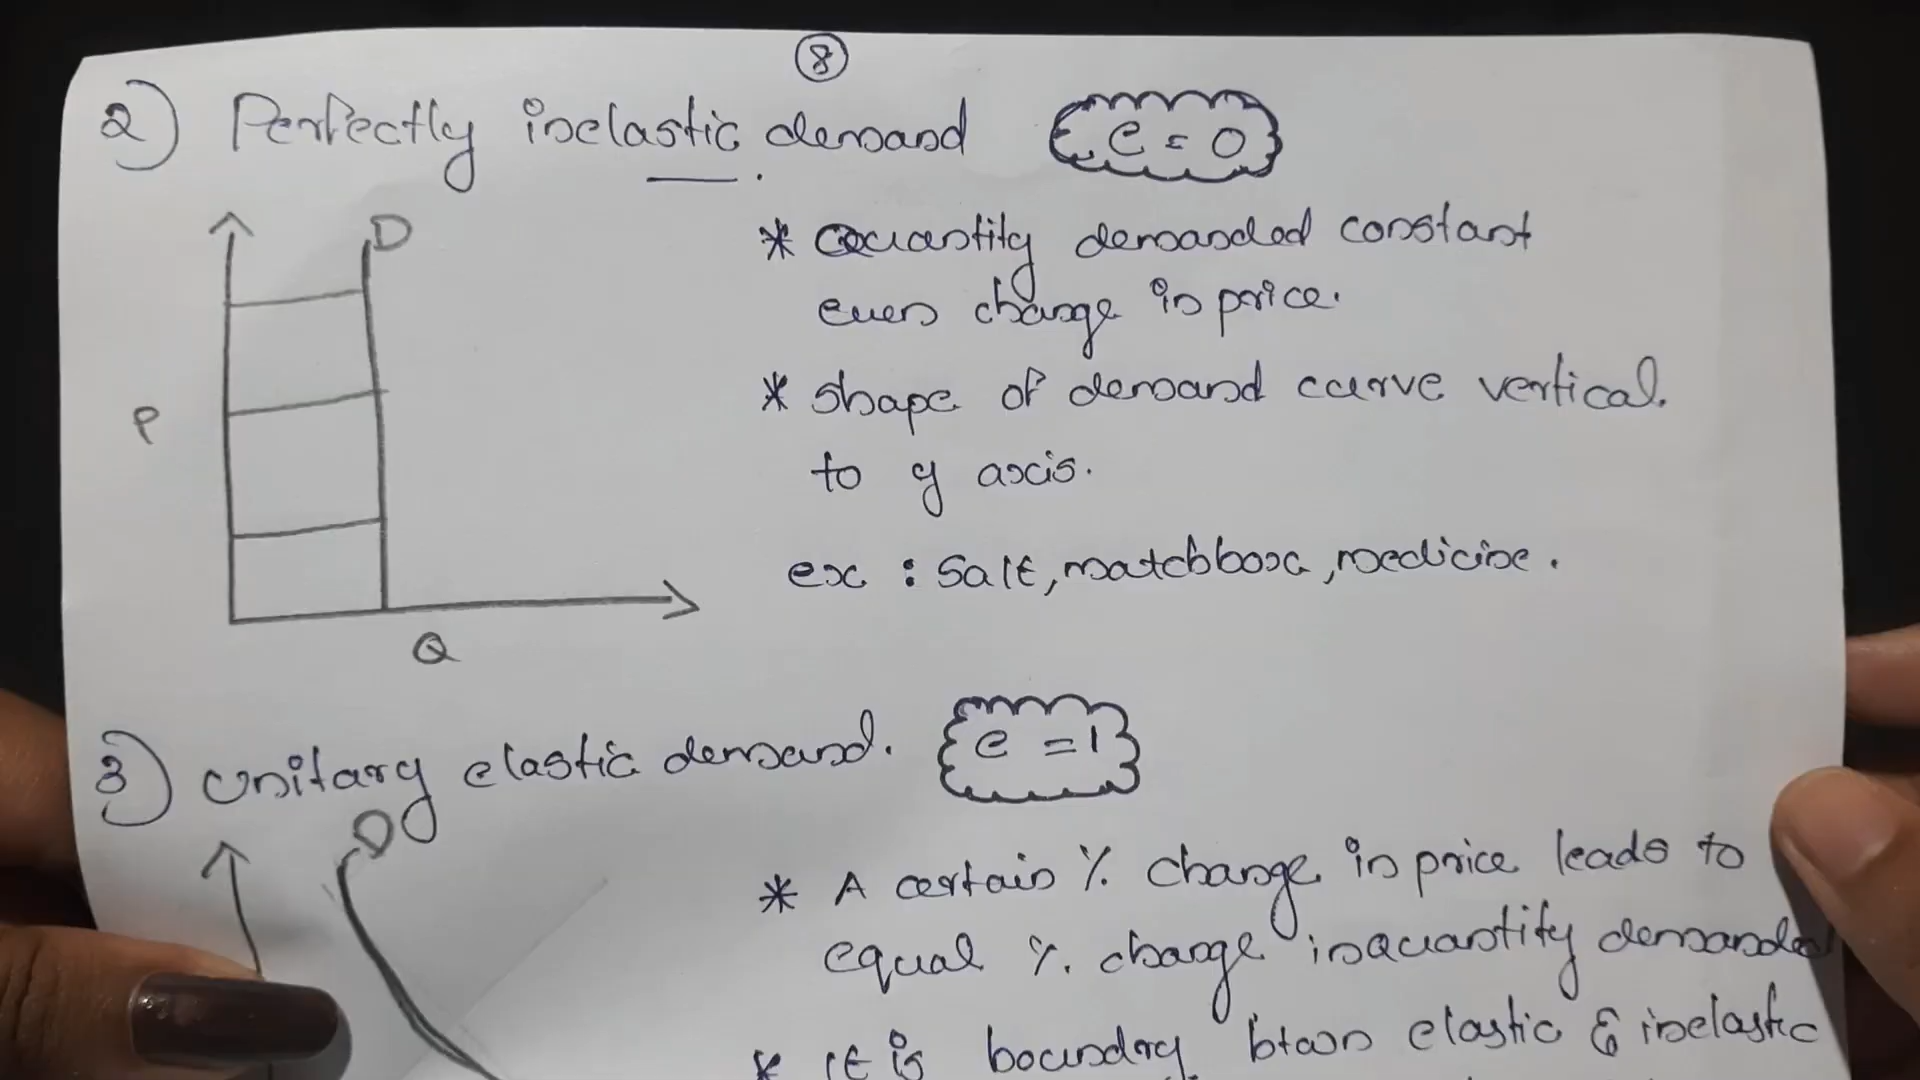 8
2) Perfectly inelastic demand e = 0
D
* Quantity demanded constant
even change in price.
* shape of demand curve vertical.
to y axis.
P
ex : Salt, matchbox, medicine.
Q
3) Unitary elastic demand. e = 1
D
* A certain % change in price leads to
equal % change in quantity demanded
* it is boundary btwn elastic & inelastic